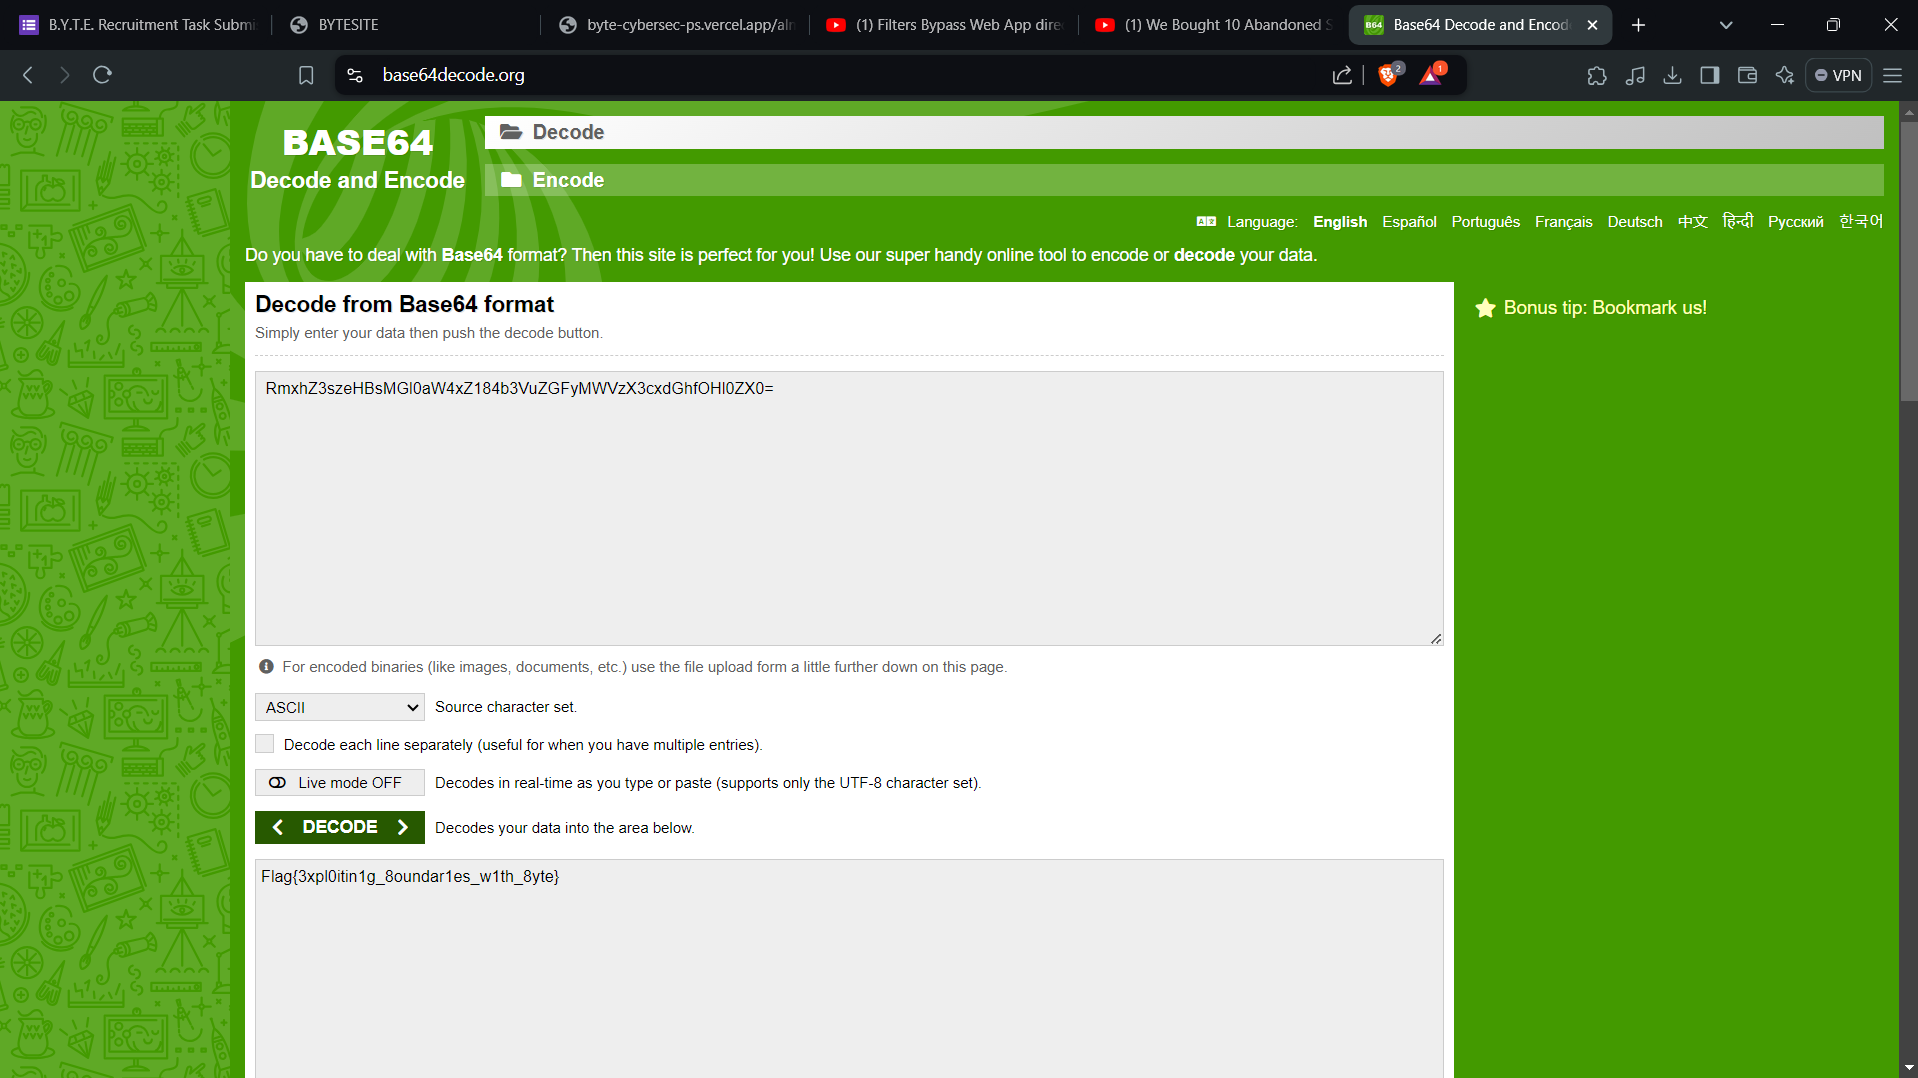 B.Y.T.E. Recruitment Task Submi
BYTESITE
byte-cybersec-ps.vercel.app/aln
(1) Filters Bypass Web App dire
(1) We Bought 10 Abandoned S
B64
Base64 Decode and Encod
base64decode.org
2
1
VPN
BASE64
Decode and Encode
Decode
Encode
Language: English Español Português Français Deutsch 中文 हिन्दी Русский 한국어
Do you have to deal with Base64 format? Then this site is perfect for you! Use our super handy online tool to encode or decode your data.
Decode from Base64 format
Simply enter your data then push the decode button.
Bonus tip: Bookmark us!
RmxhZ3szeHBsMGl0aW4xZ184b3VuZGFyMWVzX3cxdGhfOHl0ZX0=
For encoded binaries (like images, documents, etc.) use the file upload form a little further down on this page.
ASCII
Source character set.
Decode each line separately (useful for when you have multiple entries).
Live mode OFF
Decodes in real-time as you type or paste (supports only the UTF-8 character set).
DECODE
Decodes your data into the area below.
Flag{3xpl0itin1g_8oundar1es_w1th_8yte}